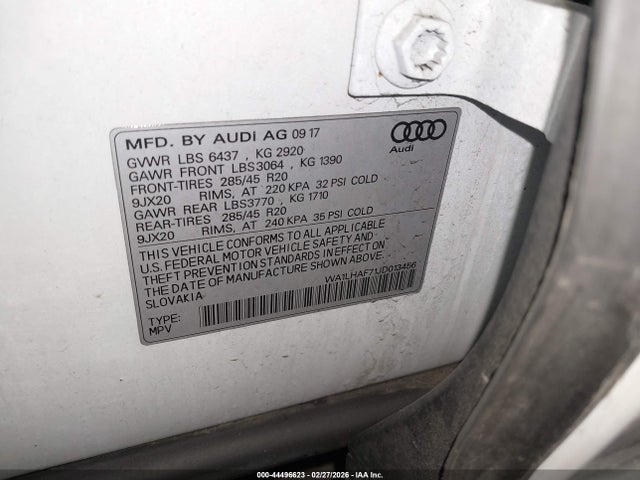 MFD. BY AUDI AG 09 17
GVWR LBS 6437 , KG 2920
GAWR FRONT LBS3064 , KG 1390
FRONT-TIRES 285/45 R20
9JX20 RIMS, AT 220 KPA 32 PSI COLD
GAWR REAR LBS3770 , KG 1710
REAR-TIRES 285/45 R20
9JX20 RIMS, AT 240 KPA 35 PSI COLD
Audi
THIS VEHICLE CONFORMS TO ALL APPLICABLE
U.S. FEDERAL MOTOR VEHICLE SAFETY AND
THEFT PREVENTION STANDARDS IN EFFECT ON
THE DATE OF MANUFACTURE SHOWN ABOVE.
SLOVAKIA
WA1LHAF71JD013456
TYPE:
MPV
000-44496623 - 02/27/2026 - IAA Inc.